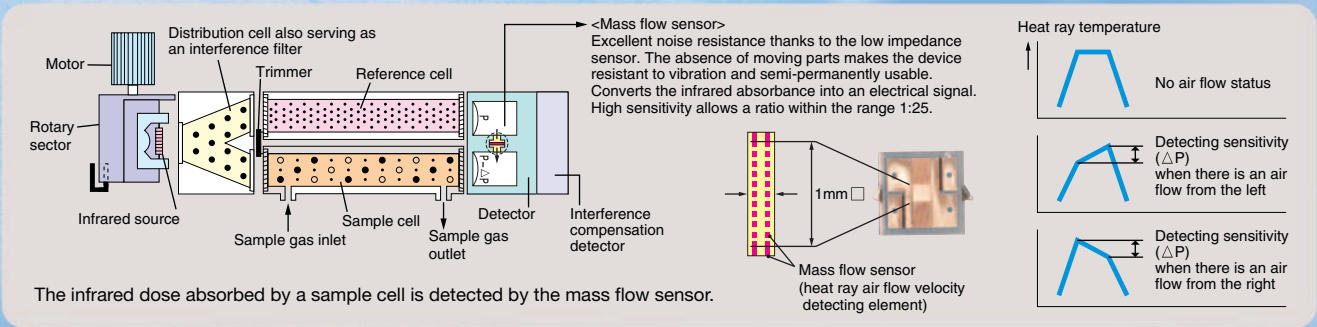 Motor
Distribution cell also serving as
an interference filter
Trimmer
Reference cell
Rotary
sector
Infrared source
Sample gas inlet
Sample cell
Sample gas
outlet
Detector
Interference
compensation
detector
P
P-△P
<Mass flow sensor>
Excellent noise resistance thanks to the low impedance
sensor. The absence of moving parts makes the device
resistant to vibration and semi-permanently usable.
Converts the infrared absorbance into an electrical signal.
High sensitivity allows a ratio within the range 1:25.
1mm □
Mass flow sensor
(heat ray air flow velocity
detecting element)
Heat ray temperature
No air flow status
Detecting sensitivity
(△P)
when there is an air
flow from the left
Detecting sensitivity
(△P)
when there is an air
flow from the right
The infrared dose absorbed by a sample cell is detected by the mass flow sensor.